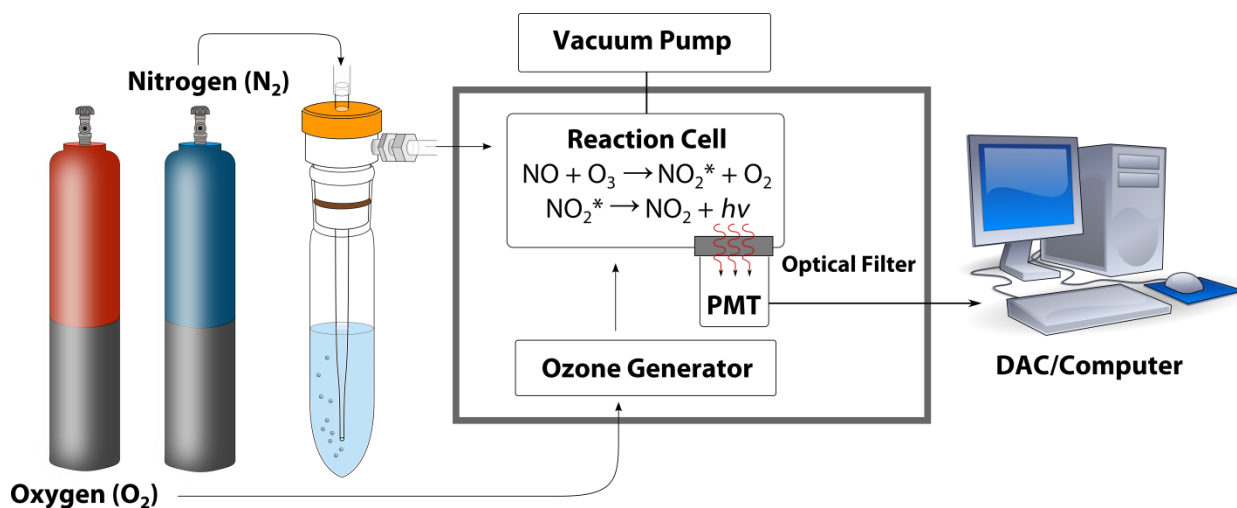 Vacuum Pump
Nitrogen (N₂)
Reaction Cell
NO + O₃ → NO₂* + O₂
NO₂* → NO₂ + hν
Optical Filter
PMT
Ozone Generator
DAC/Computer
Oxygen (O₂)